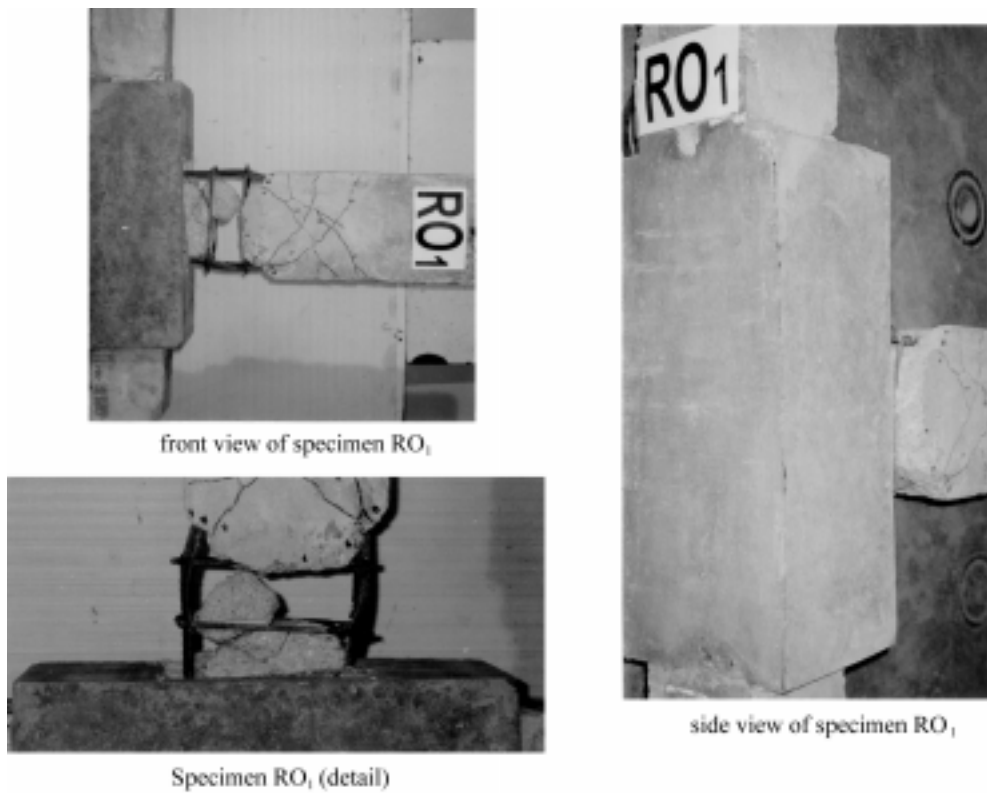 RO1
RO1
front view of specimen RO1
Specimen RO1 (detail)
side view of specimen RO1